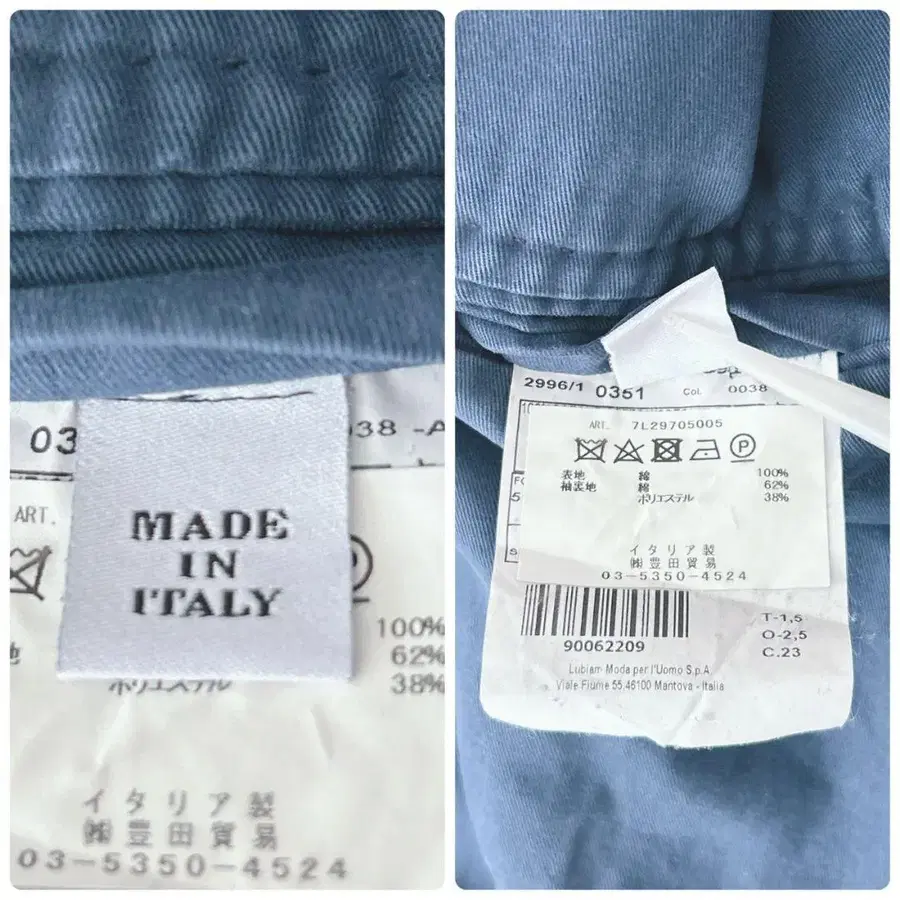 03
38 -A
ART.
MADE
IN
ITALY
100%
62%
ポリエステル
38%
イタリア製
㈱豊田貿易
03-5350-4524
2996/1 0351 Col. 0038
ART. 7L29705005
P
表地 綿 100%
袖裏地 綿 62%
ポリエステル 38%
イタリア製
㈱豊田貿易
03-5350-4524
90062209
T-1,5
O-2,5
C.23
Lubiam Moda per l'Uomo S.p.A.
Viale Fiume 55,46100 Mantova - Italia